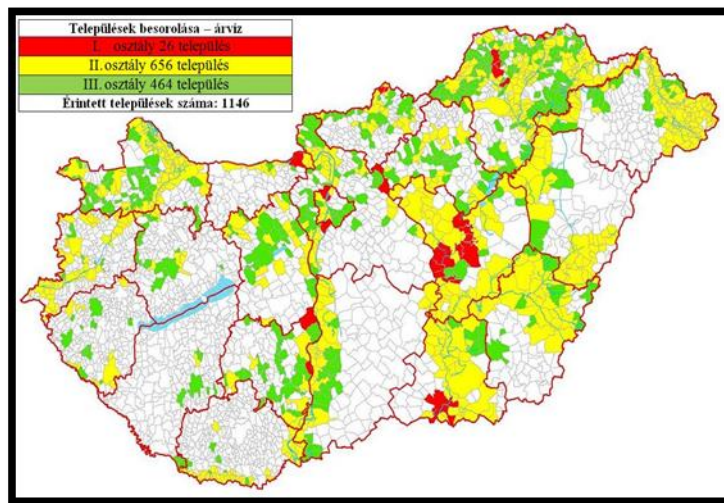 Települések besorolása – árvíz
I. osztály 26 település
II. osztály 656 település
III. osztály 464 település
Érintett települések száma: 1146